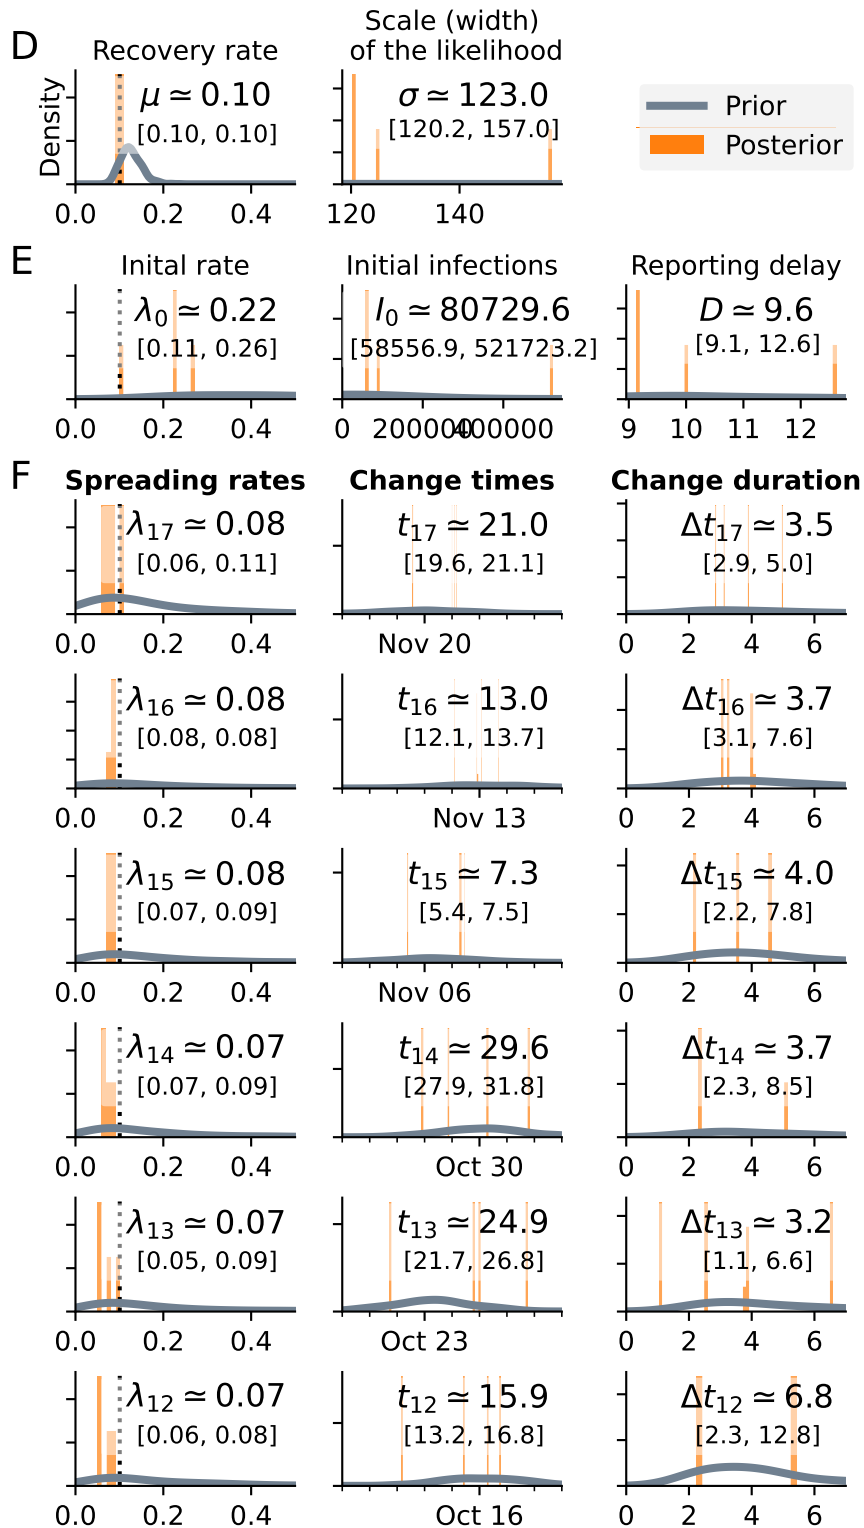 D
Recovery rate
Scale (width)
of the likelihood
Density
μ ≃ 0.10
[0.10, 0.10]
σ ≃ 123.0
[120.2, 157.0]
Prior
Posterior
0.0 0.2 0.4
120 140
E
Inital rate
Initial infections
Reporting delay
λ0 ≃ 0.22
[0.11, 0.26]
I0 ≃ 80729.6
[58556.9, 521723.2]
D ≃ 9.6
[9.1, 12.6]
0.0 0.2 0.4
0 200000 400000
9 10 11 12
F
Spreading rates
Change times
Change duration
λ17 ≃ 0.08
[0.06, 0.11]
t17 ≃ 21.0
[19.6, 21.1]
Δt17 ≃ 3.5
[2.9, 5.0]
0.0 0.2 0.4
Nov 20
0 2 4 6
λ16 ≃ 0.08
[0.08, 0.08]
t16 ≃ 13.0
[12.1, 13.7]
Δt16 ≃ 3.7
[3.1, 7.6]
0.0 0.2 0.4
Nov 13
0 2 4 6
λ15 ≃ 0.08
[0.07, 0.09]
t15 ≃ 7.3
[5.4, 7.5]
Δt15 ≃ 4.0
[2.2, 7.8]
0.0 0.2 0.4
Nov 06
0 2 4 6
λ14 ≃ 0.07
[0.07, 0.09]
t14 ≃ 29.6
[27.9, 31.8]
Δt14 ≃ 3.7
[2.3, 8.5]
0.0 0.2 0.4
Oct 30
0 2 4 6
λ13 ≃ 0.07
[0.05, 0.09]
t13 ≃ 24.9
[21.7, 26.8]
Δt13 ≃ 3.2
[1.1, 6.6]
0.0 0.2 0.4
Oct 23
0 2 4 6
λ12 ≃ 0.07
[0.06, 0.08]
t12 ≃ 15.9
[13.2, 16.8]
Δt12 ≃ 6.8
[2.3, 12.8]
0.0 0.2 0.4
Oct 16
0 2 4 6